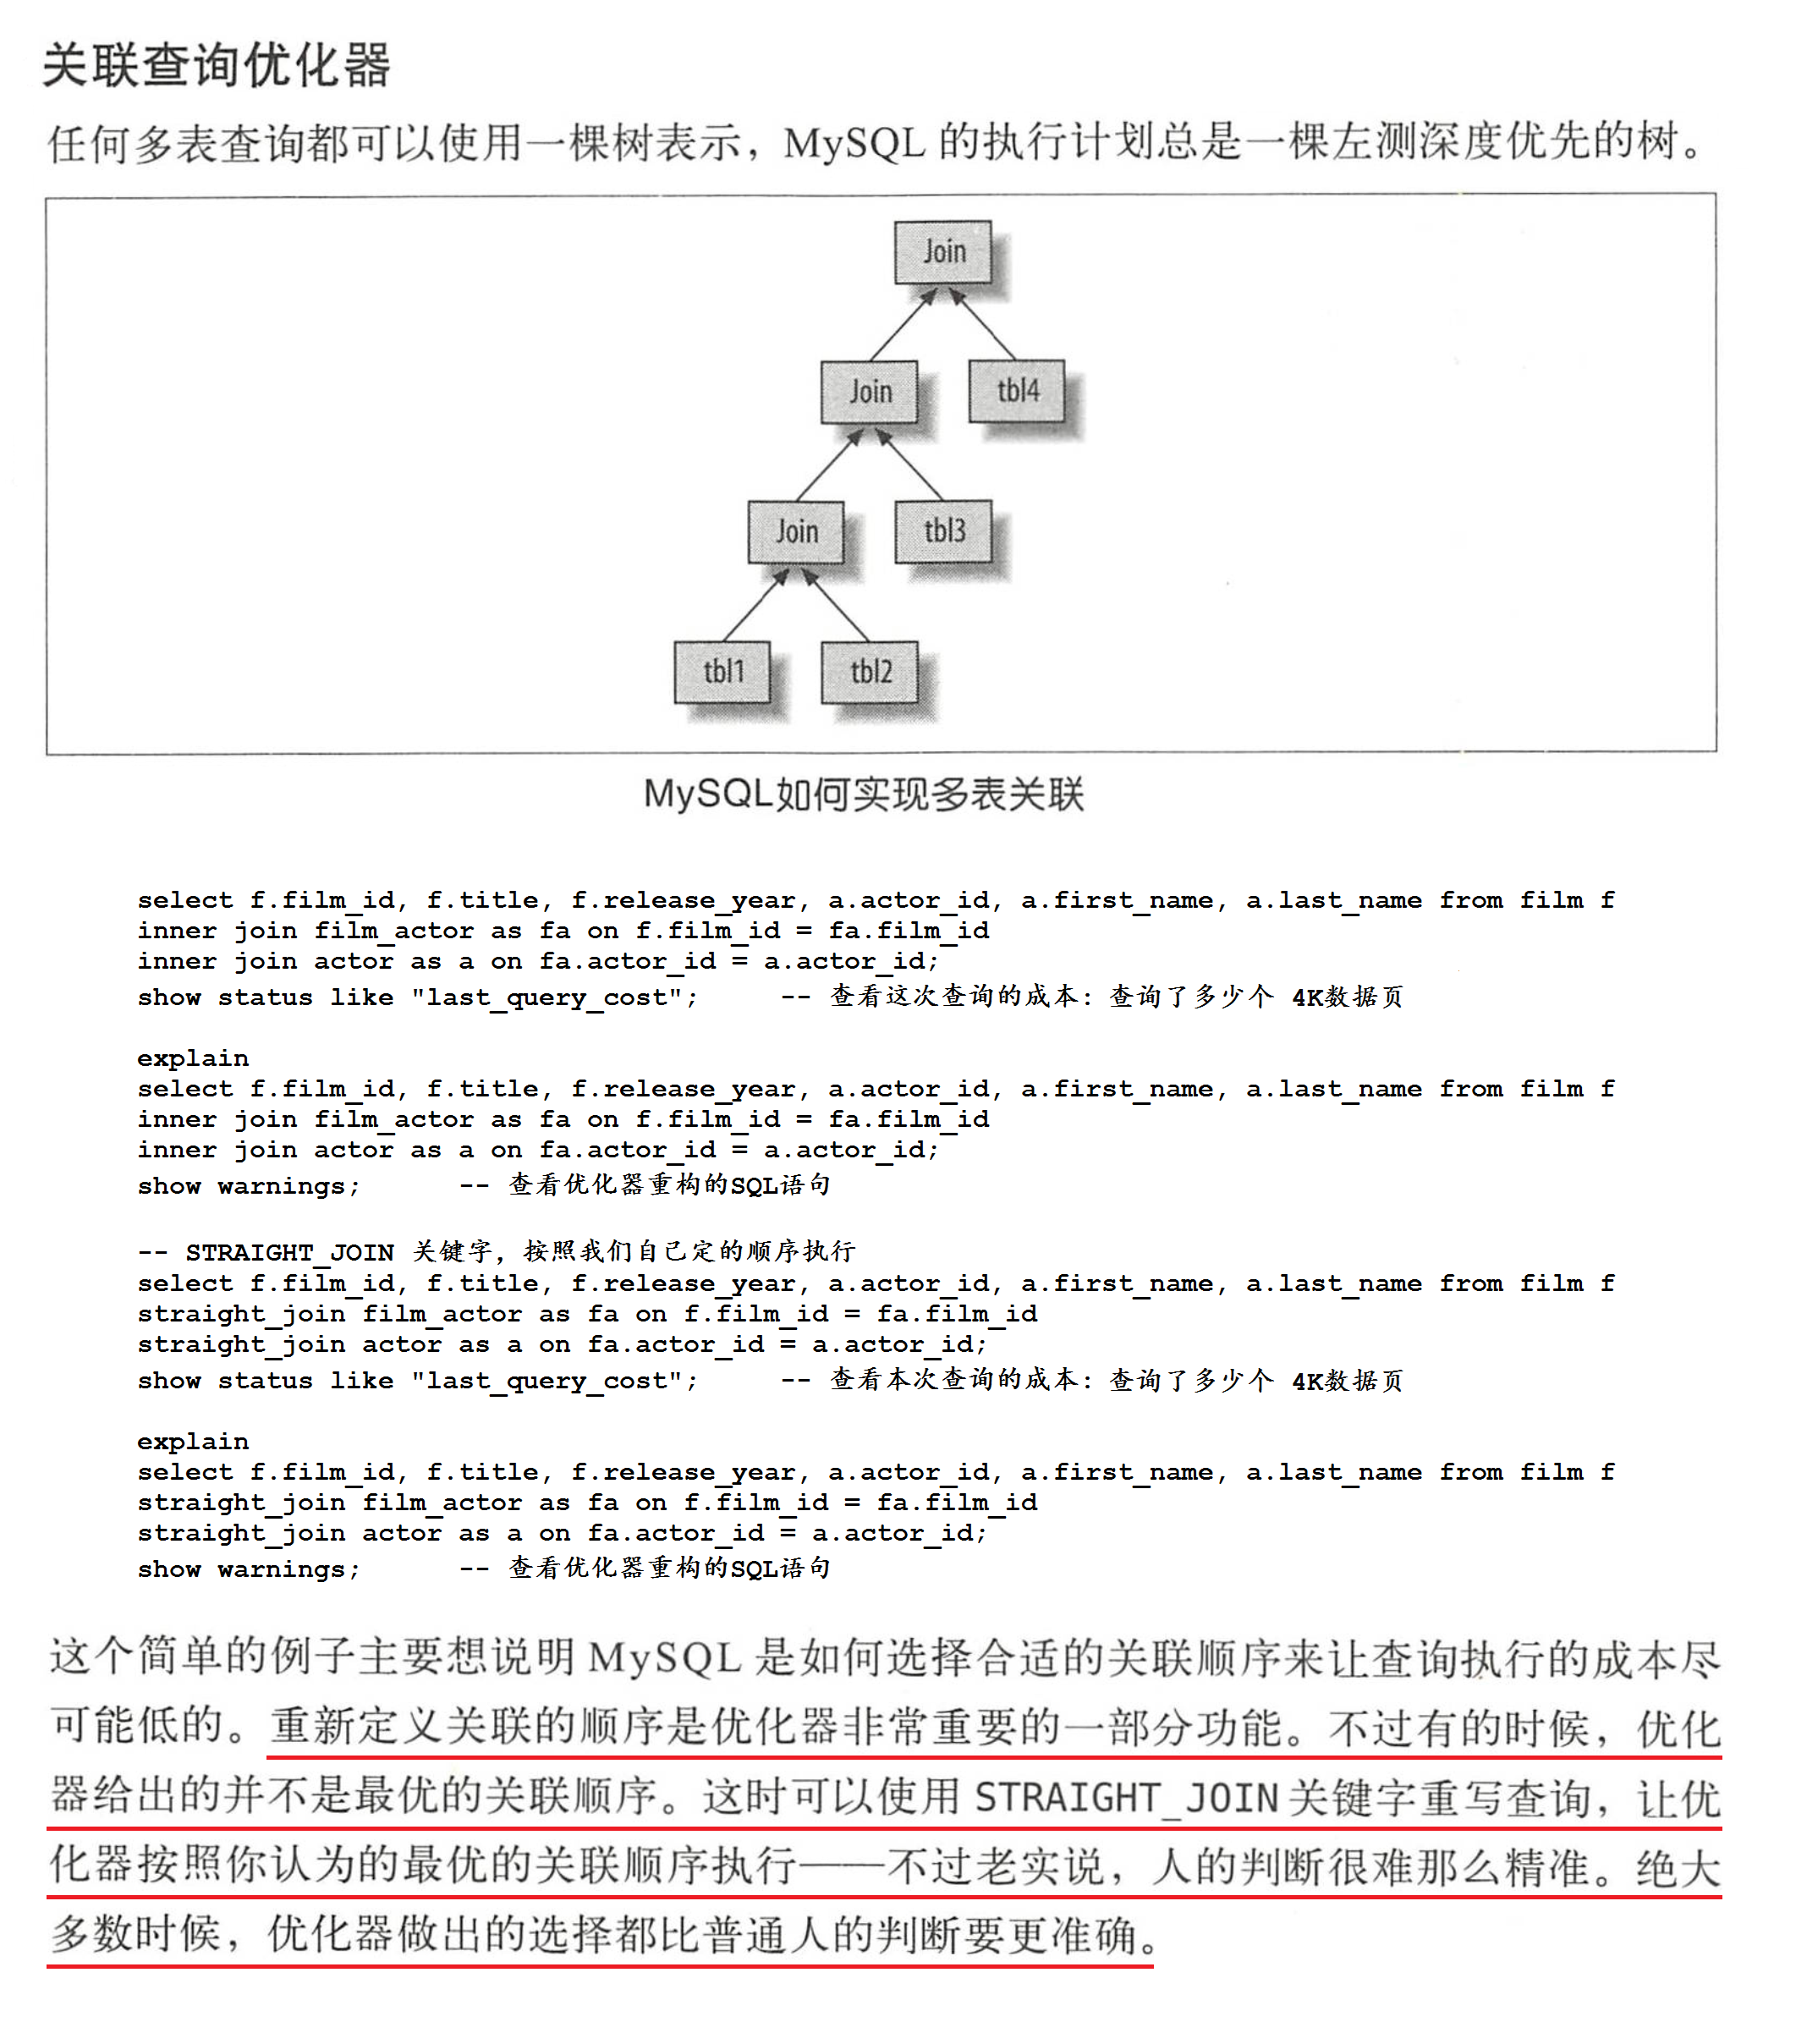 关联查询优化器
任何多表查询都可以使用一棵树表示，MySQL 的执行计划总是一棵左测深度优先的树。
Join
Join
tbl4
Join
tbl3
tbl1
tbl2
MySQL如何实现多表关联
select f.film_id, f.title, f.release_year, a.actor_id, a.first_name, a.last_name from film f
inner join film_actor as fa on f.film_id = fa.film_id
inner join actor as a on fa.actor_id = a.actor_id;
show status like "last_query_cost";     -- 查看这次查询的成本：查询了多少个 4K数据页
explain
select f.film_id, f.title, f.release_year, a.actor_id, a.first_name, a.last_name from film f
inner join film_actor as fa on f.film_id = fa.film_id
inner join actor as a on fa.actor_id = a.actor_id;
show warnings;      -- 查看优化器重构的SQL语句
-- STRAIGHT_JOIN 关键字，按照我们自己定的顺序执行
select f.film_id, f.title, f.release_year, a.actor_id, a.first_name, a.last_name from film f
straight_join film_actor as fa on f.film_id = fa.film_id
straight_join actor as a on fa.actor_id = a.actor_id;
show status like "last_query_cost";     -- 查看本次查询的成本：查询了多少个 4K数据页
explain
select f.film_id, f.title, f.release_year, a.actor_id, a.first_name, a.last_name from film f
straight_join film_actor as fa on f.film_id = fa.film_id
straight_join actor as a on fa.actor_id = a.actor_id;
show warnings;      -- 查看优化器重构的SQL语句
这个简单的例子主要想说明 MySQL 是如何选择合适的关联顺序来让查询执行的成本尽
可能低的。重新定义关联的顺序是优化器非常重要的一部分功能。不过有的时候，优化
器给出的并不是最优的关联顺序。这时可以使用 STRAIGHT_JOIN 关键字重写查询，让优
化器按照你认为的最优的关联顺序执行——不过老实说，人的判断很难那么精准。绝大
多数时候，优化器做出的选择都比普通人的判断要更准确。